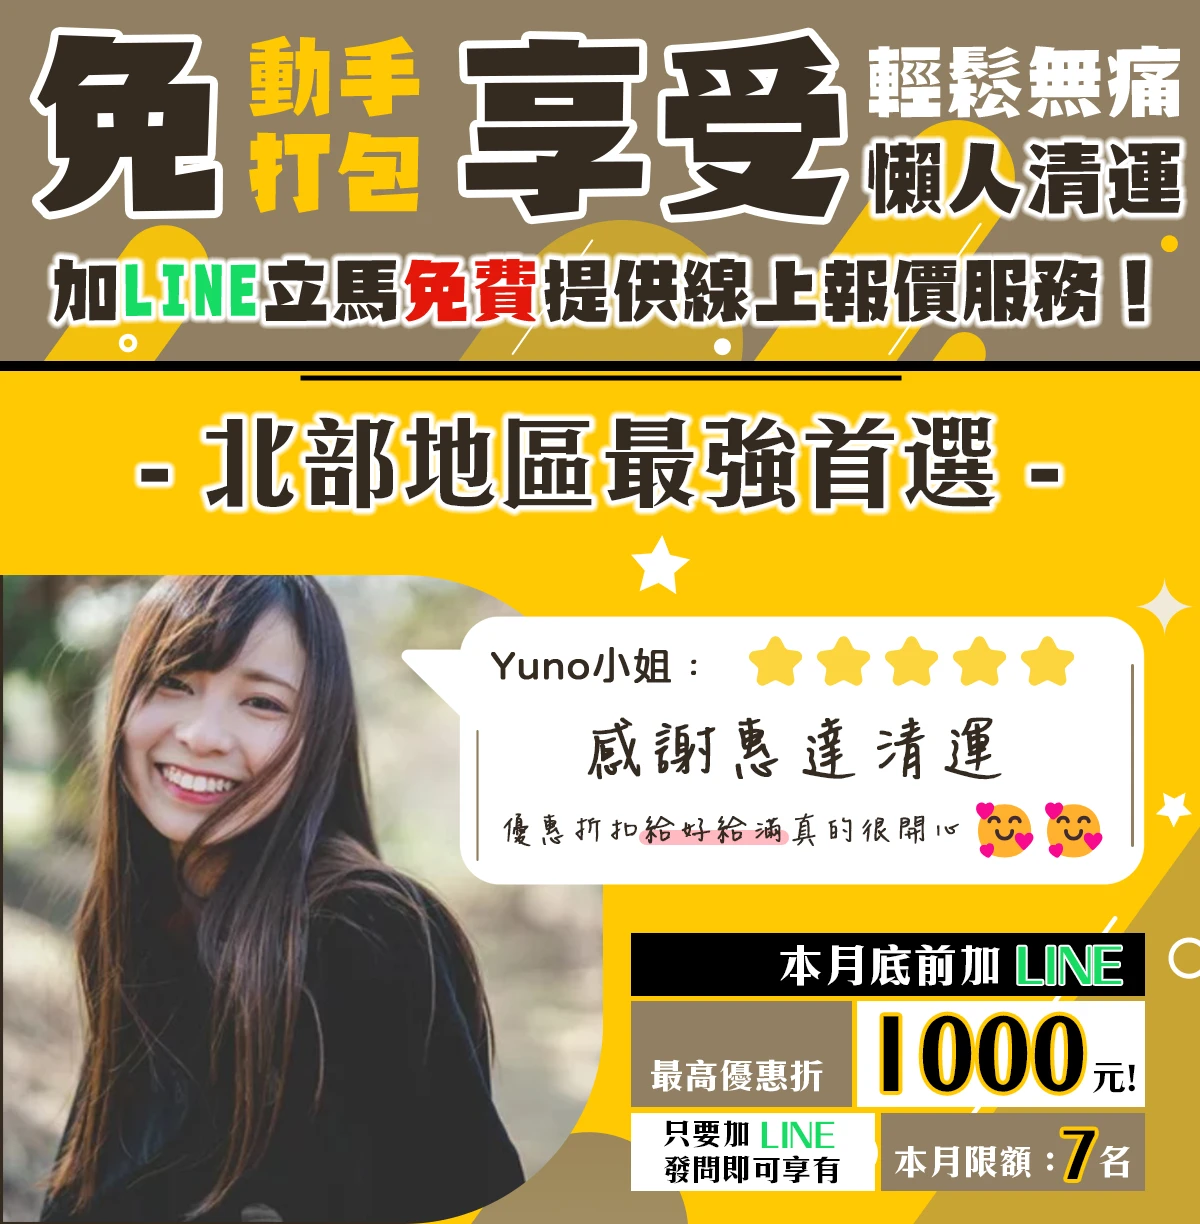 免動手打包享受輕鬆無痛懶人清運
加LINE立馬免費提供線上報價服務！
- 北部地區最強首選 -
Yuno小姐：
感謝惠達清運
優惠折扣給好給滿真的很開心
本月底前加 LINE
最高優惠折 1000元!
只要加 LINE
發問即可享有
本月限額：7名